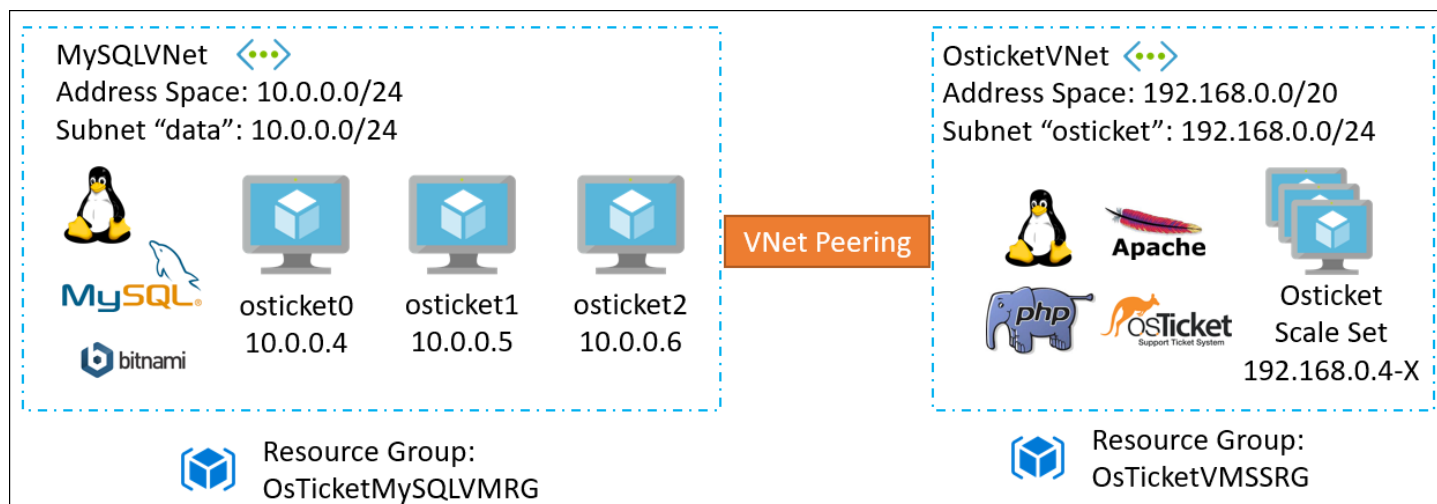 MySQLVNet
Address Space: 10.0.0.0/24
Subnet “data”: 10.0.0.0/24
MySQL®
bitnami
osticket0
10.0.0.4
osticket1
10.0.0.5
osticket2
10.0.0.6
Resource Group:
OsTicketMySQLVMRG
VNet Peering
OsticketVNet
Address Space: 192.168.0.0/20
Subnet “osticket”: 192.168.0.0/24
Apache
php
osTicket
Support Ticket System
Osticket
Scale Set
192.168.0.4-X
Resource Group:
OsTicketVMSSRG